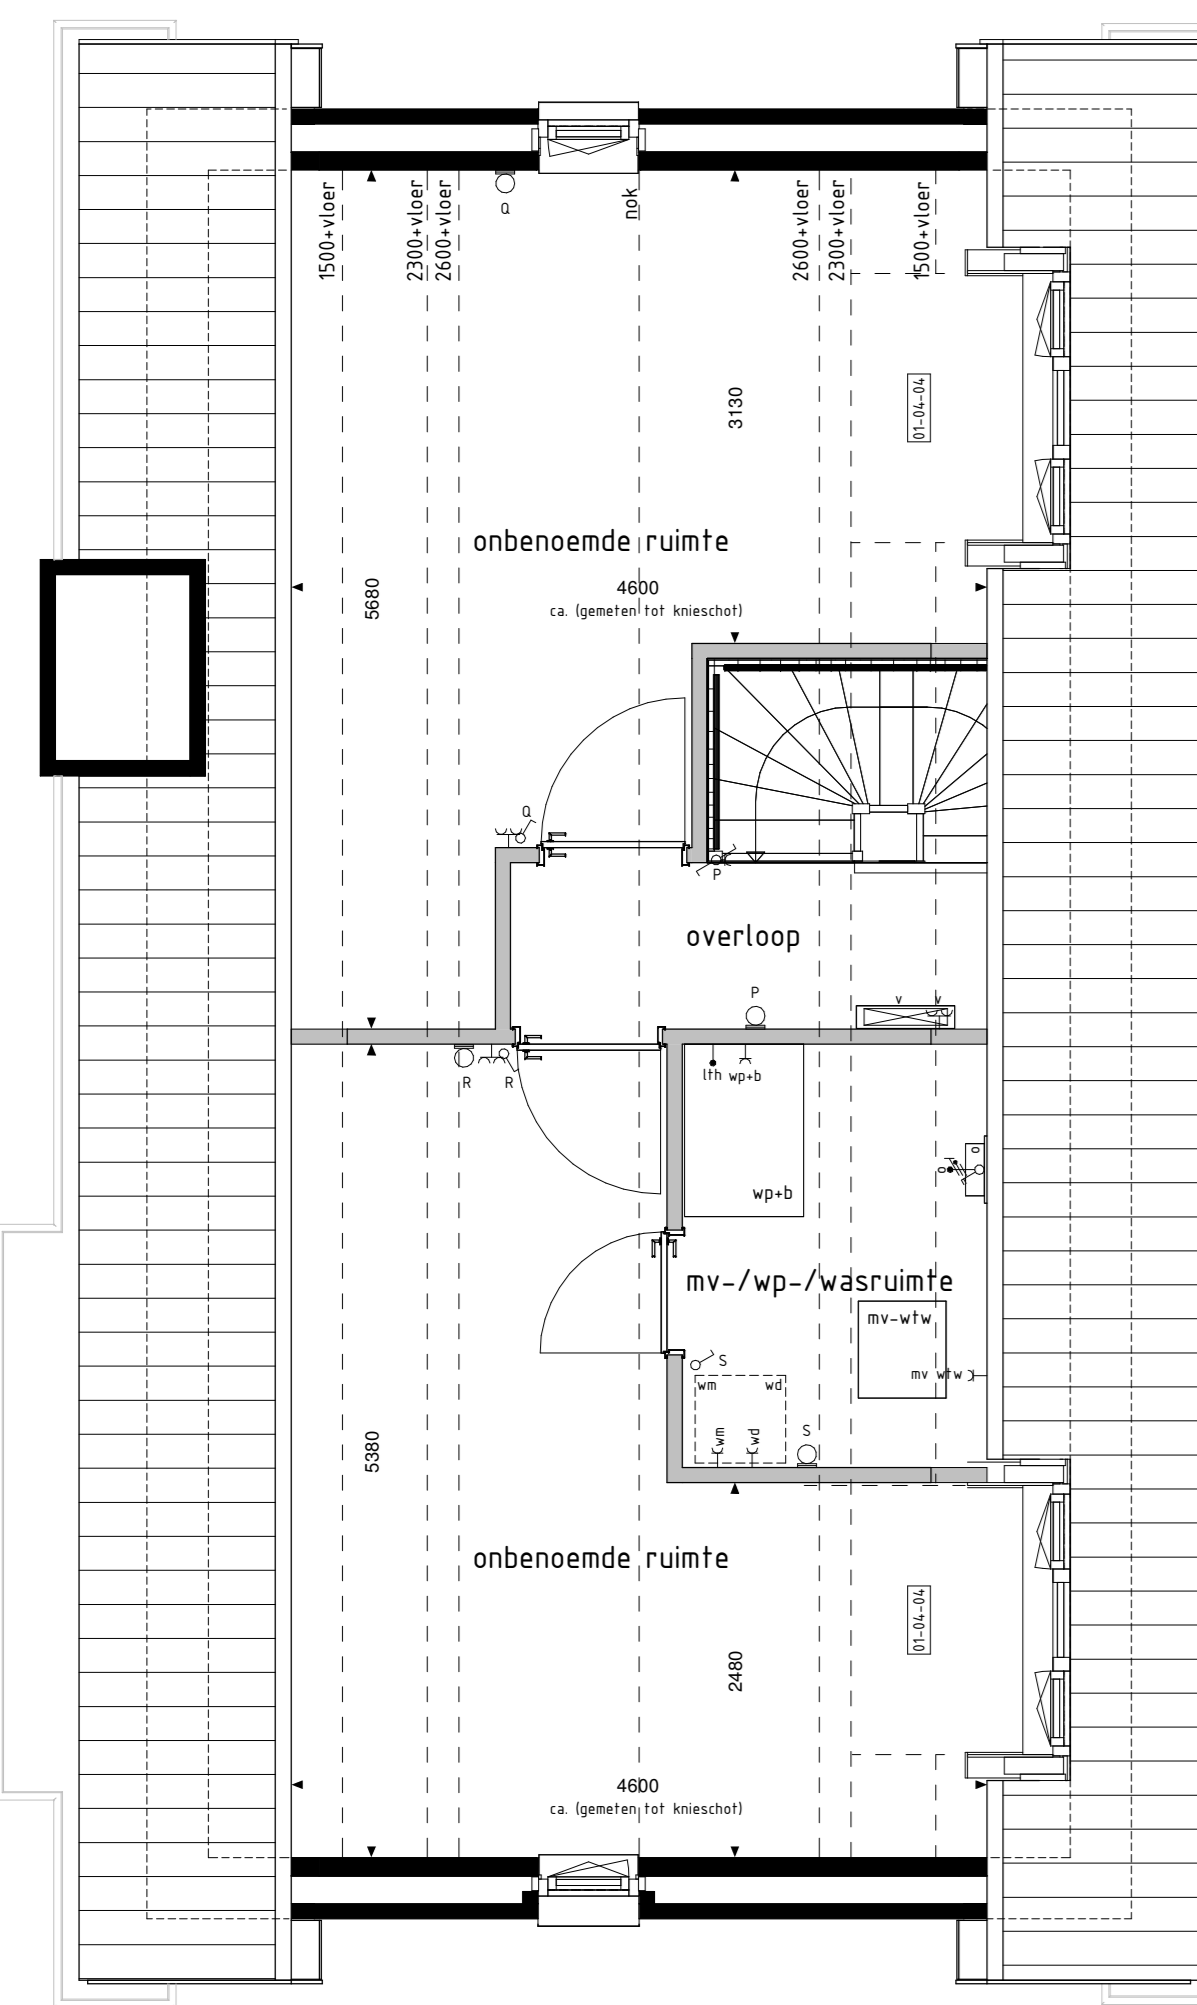 1500+vloer
2300+vloer
2600+vloer
Q
nok
2600+vloer
2300+vloer
1500+vloer
3130
01-04-04
onbenoemde ruimte
5680
4600
ca. (gemeten tot knieschot)
Q
P
overloop
P
v v
R
R
lth wp+b
wp+b
o
o
mv-/wp-/wasruimte
mv-wtw
mv wtw
S
wm wd
wm
wd
S
5380
onbenoemde ruimte
01-04-04
2480
4600
ca. (gemeten tot knieschot)